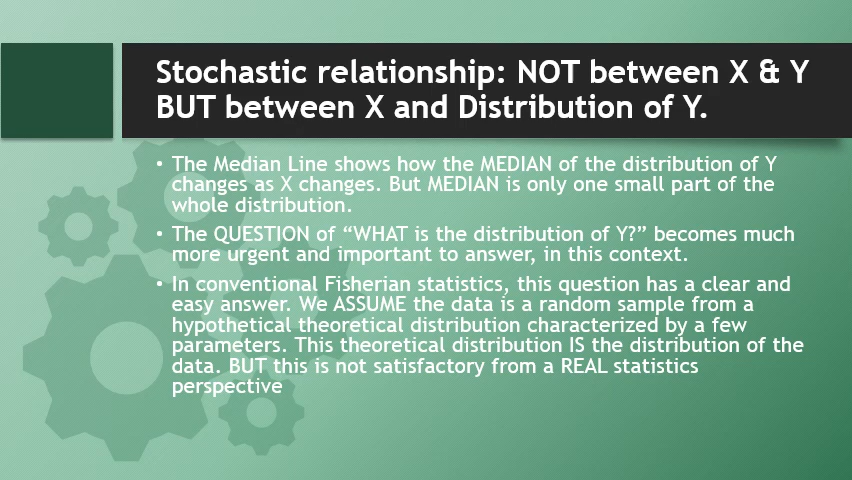 Stochastic relationship: NOT between X & Y
BUT between X and Distribution of Y.
• The Median Line shows how the MEDIAN of the distribution of Y
changes as X changes. But MEDIAN is only one small part of the
whole distribution.
• The QUESTION of “WHAT is the distribution of Y?” becomes much
more urgent and important to answer, in this context.
• In conventional Fisherian statistics, this question has a clear and
easy answer. We ASSUME the data is a random sample from a
hypothetical theoretical distribution characterized by a few
parameters. This theoretical distribution IS the distribution of the
data. BUT this is not satisfactory from a REAL statistics
perspective